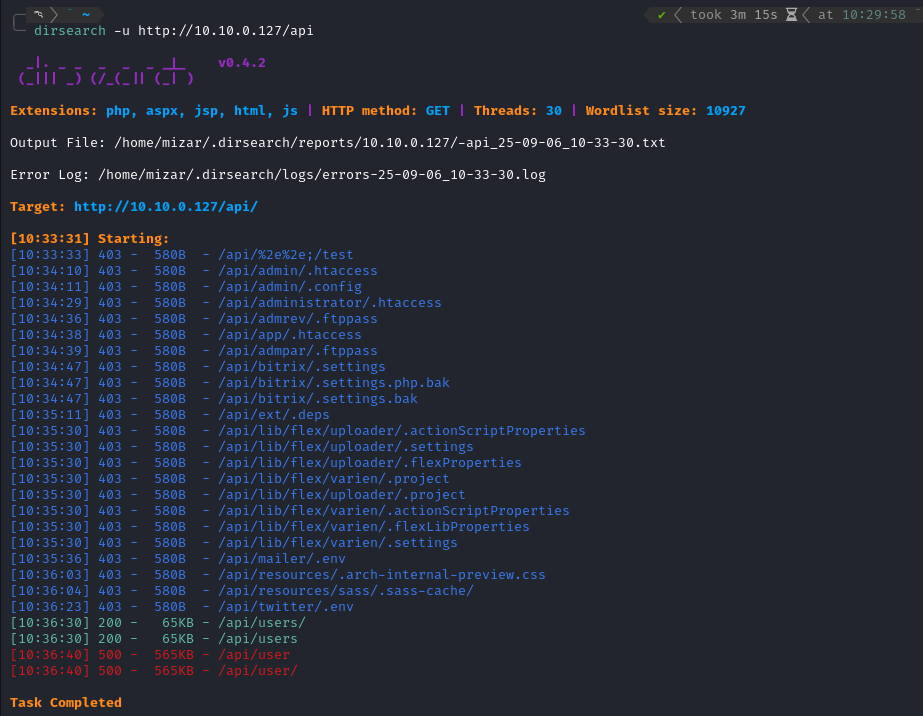 ~ ✔ took 3m 15s at 10:29:58
dirsearch -u http://10.10.0.127/api
_|. _ _ _ _ _ _|_ v0.4.2
(_||| _) (/_(_|| (_| )
Extensions: php, aspx, jsp, html, js | HTTP method: GET | Threads: 30 | Wordlist size: 10927
Output File: /home/mizar/.dirsearch/reports/10.10.0.127/-api_25-09-06_10-33-30.txt
Error Log: /home/mizar/.dirsearch/logs/errors-25-09-06_10-33-30.log
Target: http://10.10.0.127/api/
[10:33:31] Starting:
[10:33:33] 403 - 580B - /api/%2e%2e;/test
[10:34:10] 403 - 580B - /api/admin/.htaccess
[10:34:11] 403 - 580B - /api/admin/.config
[10:34:29] 403 - 580B - /api/administrator/.htaccess
[10:34:36] 403 - 580B - /api/admrev/.ftppass
[10:34:38] 403 - 580B - /api/app/.htaccess
[10:34:39] 403 - 580B - /api/admpar/.ftppass
[10:34:47] 403 - 580B - /api/bitrix/.settings
[10:34:47] 403 - 580B - /api/bitrix/.settings.php.bak
[10:34:47] 403 - 580B - /api/bitrix/.settings.bak
[10:35:11] 403 - 580B - /api/ext/.deps
[10:35:30] 403 - 580B - /api/lib/flex/uploader/.actionScriptProperties
[10:35:30] 403 - 580B - /api/lib/flex/uploader/.settings
[10:35:30] 403 - 580B - /api/lib/flex/uploader/.flexProperties
[10:35:30] 403 - 580B - /api/lib/flex/varien/.project
[10:35:30] 403 - 580B - /api/lib/flex/uploader/.project
[10:35:30] 403 - 580B - /api/lib/flex/varien/.actionScriptProperties
[10:35:30] 403 - 580B - /api/lib/flex/varien/.flexLibProperties
[10:35:30] 403 - 580B - /api/lib/flex/varien/.settings
[10:35:36] 403 - 580B - /api/mailer/.env
[10:36:03] 403 - 580B - /api/resources/.arch-internal-preview.css
[10:36:04] 403 - 580B - /api/resources/sass/.sass-cache/
[10:36:23] 403 - 580B - /api/twitter/.env
[10:36:30] 200 - 65KB - /api/users/
[10:36:30] 200 - 65KB - /api/users
[10:36:40] 500 - 565KB - /api/user
[10:36:40] 500 - 565KB - /api/user/
Task Completed